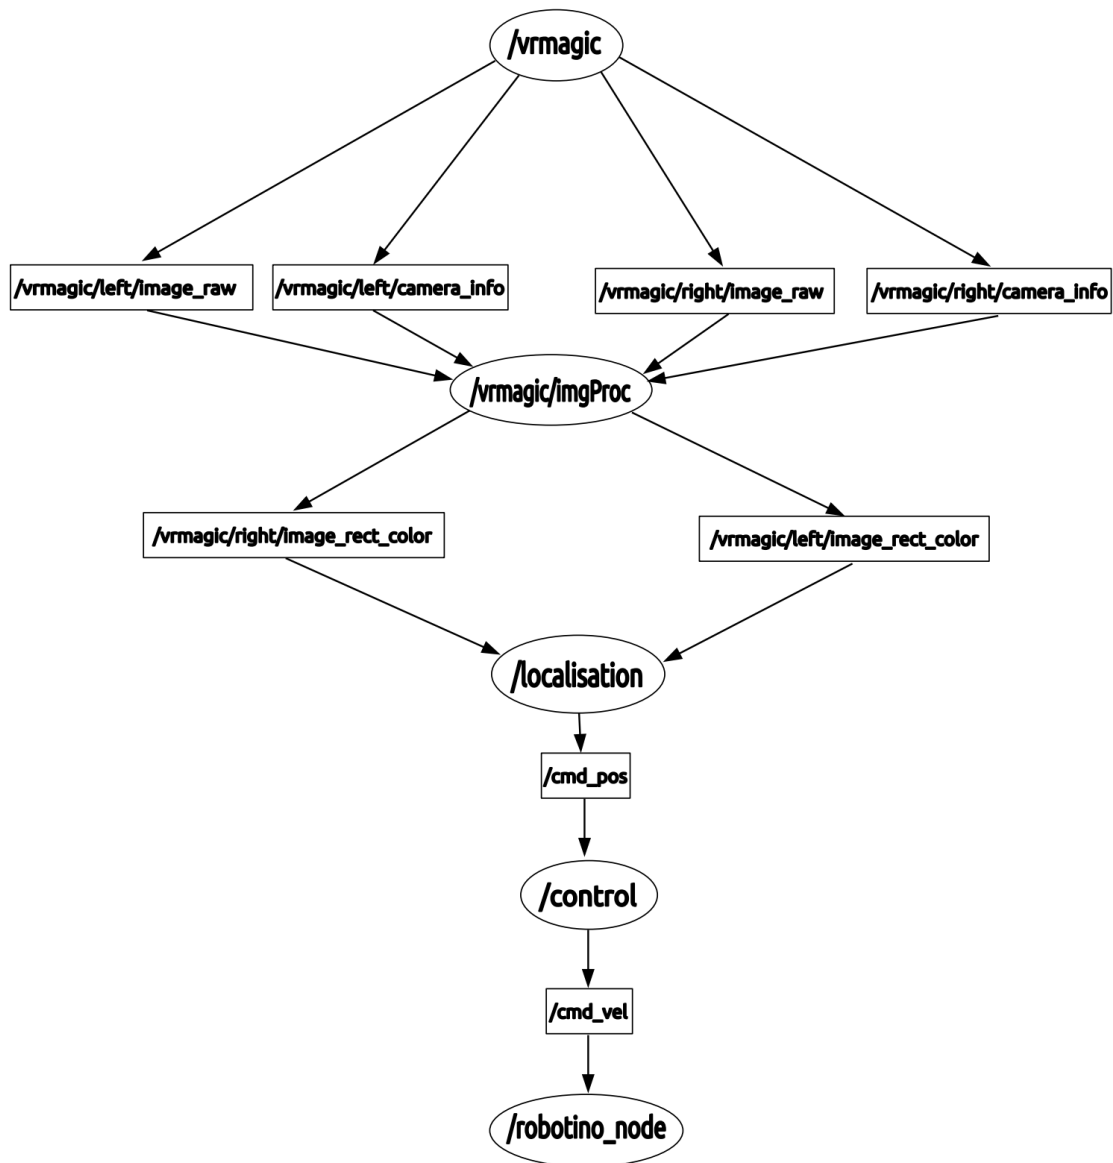 /vrmagic
/vrmagic/left/image_raw
/vrmagic/left/camera_info
/vrmagic/right/image_raw
/vrmagic/right/camera_info
/vrmagic/imgProc
/vrmagic/right/image_rect_color
/vrmagic/left/image_rect_color
/localisation
/cmd_pos
/control
/cmd_vel
/robotino_node